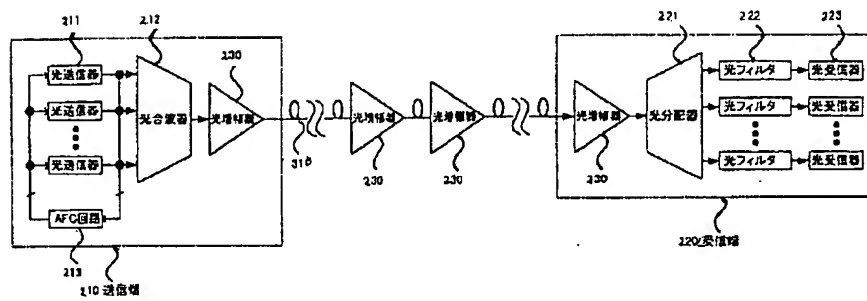 211
212
221
222
223
光送信器
230
光フィルタ
光受信器
光送信器
光合波器
光増幅器
光増幅器
光増幅器
光増幅器
光分配器
光フィルタ
光受信器
310
230
230
230
光送信器
光フィルタ
光受信器
AFC回路
213
210 送信端
220 受信端